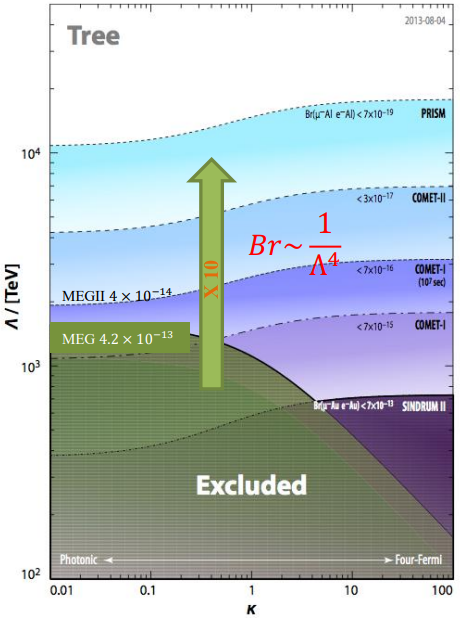 Tree
2013-08-04
Br(μ⁻Al e⁻Al) < 7×10⁻¹⁹ PRISM
10⁴
< 3×10⁻¹⁷ COMET-II
Br~ 1/Λ⁴
X 10
< 7×10⁻¹⁶ COMET-I
(10⁷ sec)
MEGII 4 × 10⁻¹⁴
Λ / [TeV]
MEG 4.2 × 10⁻¹³
< 7×10⁻¹⁵ COMET-I
10³
Br(μ⁻Au e⁻Au) < 7×10⁻¹³ SINDRUM II
Excluded
Photonic
Four-Fermi
10²
0.01 0.1 1 10 100
κ